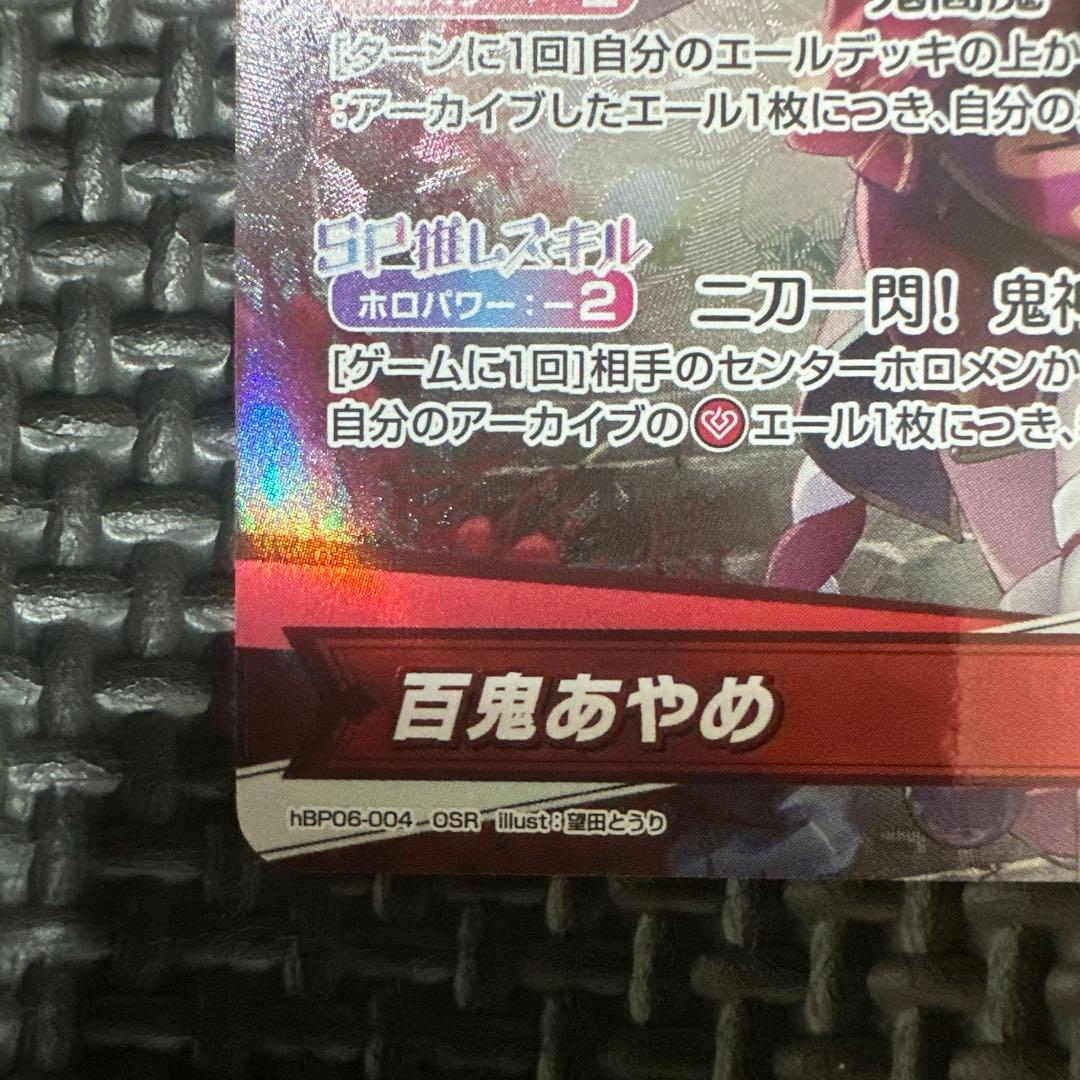 [ターンに1回]自分のエールデッキの上か
:アーカイブしたエール1枚につき、自分の
SP推しスキル
ホロパワー:-2
二刀一閃! 鬼神
[ゲームに1回]相手のセンターホロメンか
自分のアーカイブの エール1枚につき、
百鬼あやめ
hBP06-004 OSR illust:望田とうり